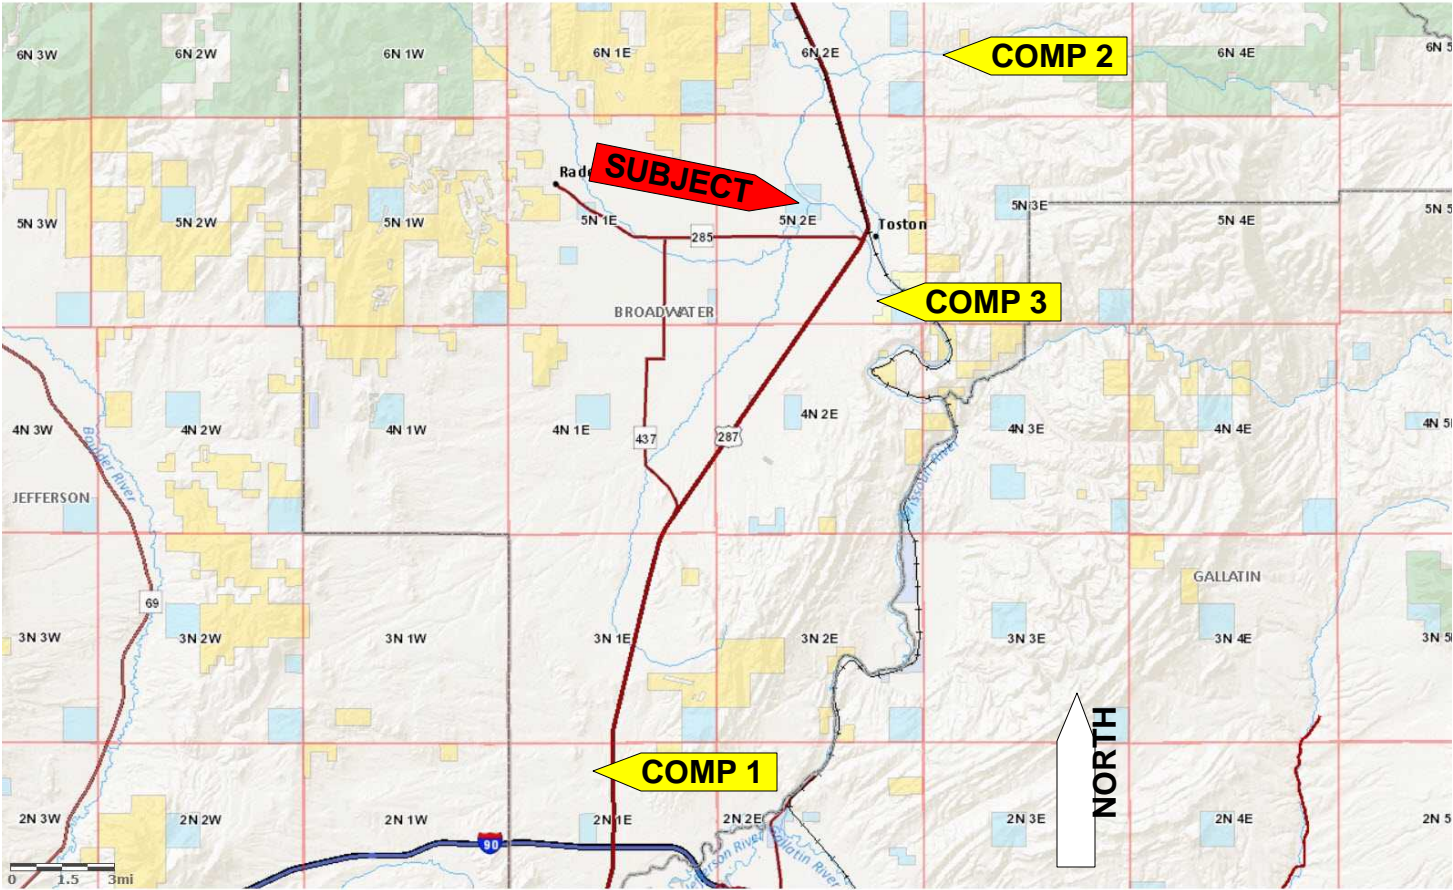 6N 3W
6N 2W
6N 1W
6N 1E
6N 2E
COMP 2
6N 4E
6N 5
Rade
SUBJECT
5N 3W
5N 2W
5N 1W
5N 1E
5N 2E
5N 3E
5N 4E
5N 5
Toston
285
BROADWATER
COMP 3
4N 3W
4N 2W
4N 1W
4N 1E
4N 2E
4N 3E
4N 4E
4N 5
437
287
Boulder River
Missouri River
JEFFERSON
GALLATIN
69
3N 3W
3N 2W
3N 1W
3N 1E
3N 2E
3N 3E
3N 4E
3N 5
NORTH
COMP 1
2N 3W
2N 2W
2N 1W
2N 1E
2N 2E
2N 3E
2N 4E
2N 5
90
Jefferson River
Gallatin River
0 1.5 3mi